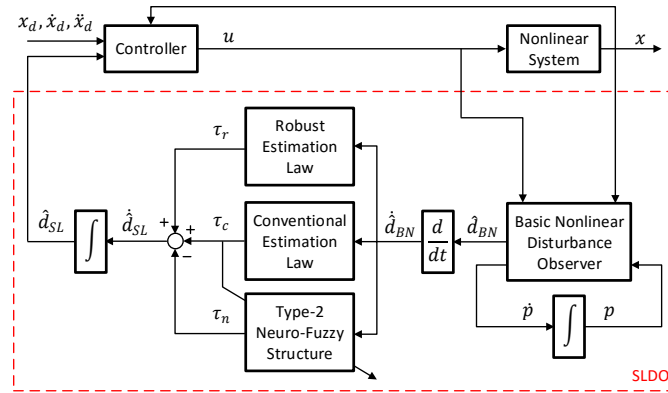 x_d, ẋ_d, ẍ_d
Controller
u
Nonlinear
System
x
τ_r
Robust
Estimation
Law
+
+
−
d̂_SL
∫
d̂̇_SL
τ_c
Conventional
Estimation
Law
d̂̇_BN
d/dt
d̂_BN
Basic Nonlinear
Disturbance
Observer
τ_n
Type-2
Neuro-Fuzzy
Structure
ṗ
∫
p
SLDO